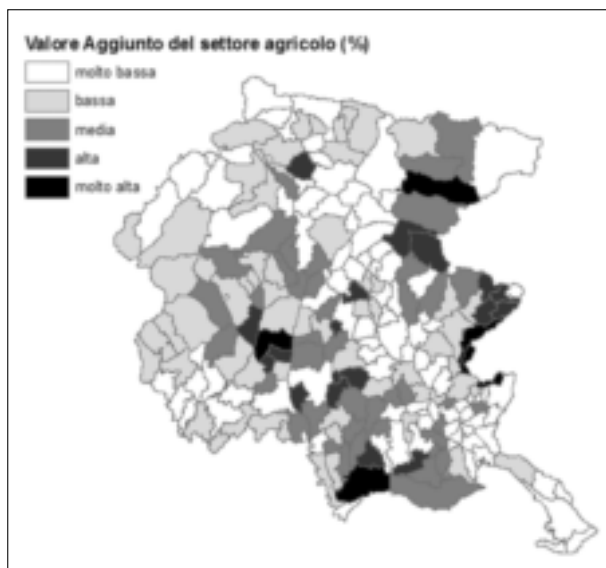 Valore Aggiunto del settore agricolo (%)
molto bassa
bassa
media
alta
molto alta